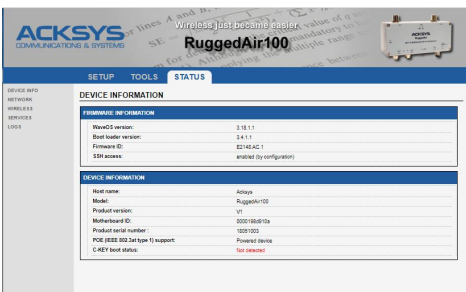 ACKSYS
COMMUNICATIONS & SYSTEMS
Wireless just became easier
RuggedAir100
SETUP TOOLS STATUS
DEVICE INFO
NETWORK
WIRELESS
SERVICES
LOGS
DEVICE INFORMATION
FIRMWARE INFORMATION
WaveOS version: 3.18.1.1
Boot loader version: 3.4.1.1
Firmware ID: E2148.AC.1
SSH access: enabled (by configuration)
DEVICE INFORMATION
Host name: Acksys
Model: RuggedAir100
Product version: V1
Motherboard ID: 0000198d910a
Product serial number : 18051003
POE (IEEE 802.3at type 1) support: Powered device
C-KEY boot status: Not detected